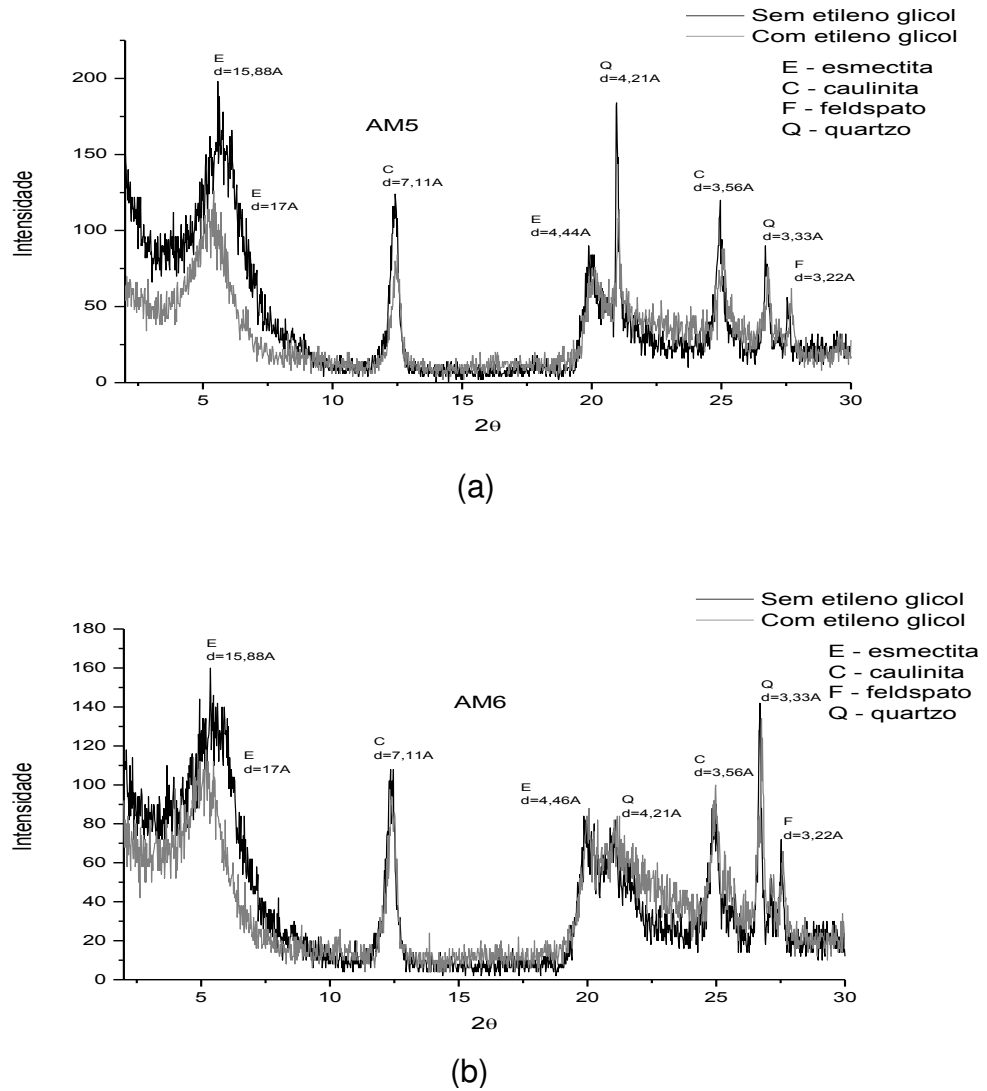 Sem etileno glicol
Com etileno glicol
E - esmectita
C - caulinita
F - feldspato
Q - quartzo
AM5
E
d=15,88A
E
d=17A
C
d=7,11A
E
d=4,44A
Q
d=4,21A
C
d=3,56A
Q
d=3,33A
F
d=3,22A
Intensidade
200
150
100
50
0
5 10 15 20 25 30
2θ
(a)
Sem etileno glicol
Com etileno glicol
E - esmectita
C - caulinita
F - feldspato
Q - quartzo
AM6
E
d=15,88A
E
d=17A
C
d=7,11A
E
d=4,46A
Q
d=4,21A
C
d=3,56A
Q
d=3,33A
F
d=3,22A
Intensidade
180
160
140
120
100
80
60
40
20
0
5 10 15 20 25 30
2θ
(b)